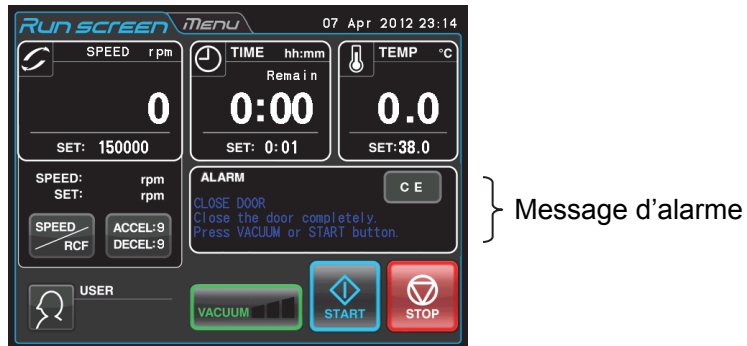 Run screen Menu 07 Apr 2012 23:14
SPEED rpm
0
SET: 150000
TIME hh:mm
Remain
0:00
SET: 0:01
TEMP °C
0.0
SET:38.0
SPEED: rpm
SET: rpm
SPEED
RCF
ACCEL:9
DECEL:9
ALARM
CE
CLOSE DOOR
Close the door completely.
Press VACUUM or START button.
Message d’alarme
USER
VACUUM
START
STOP